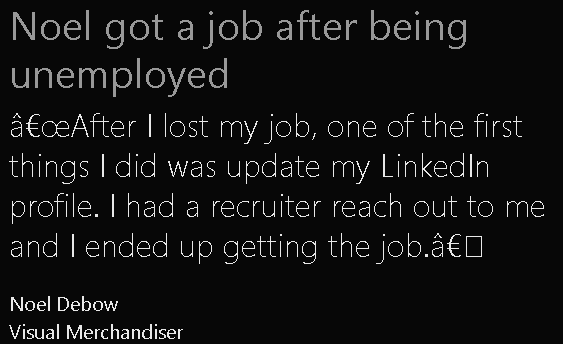 Noel got a job after being
unemployed
â€œAfter I lost my job, one of the first
things I did was update my LinkedIn
profile. I had a recruiter reach out to me
and I ended up getting the job.â€□
Noel Debow
Visual Merchandiser